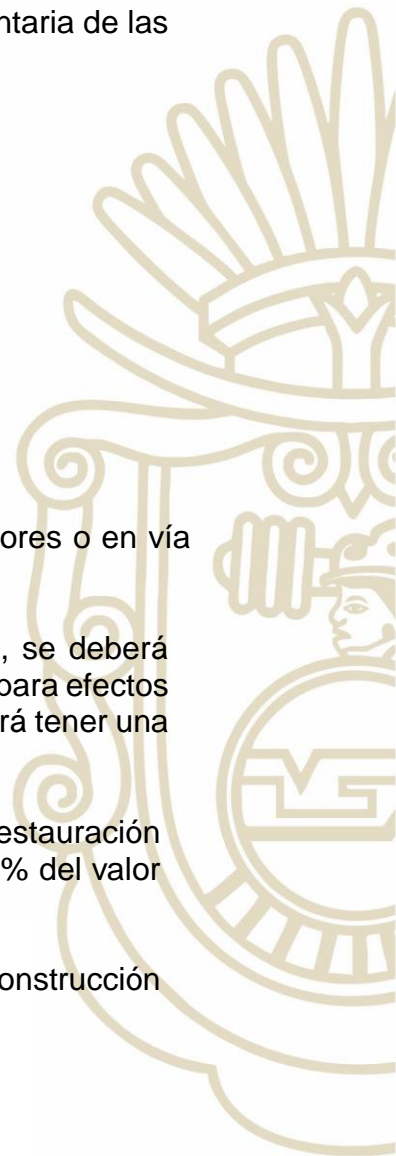 ntaria de las
ores o en vía
, se deberá
para efectos
rá tener una
estauración
% del valor
onstrucción